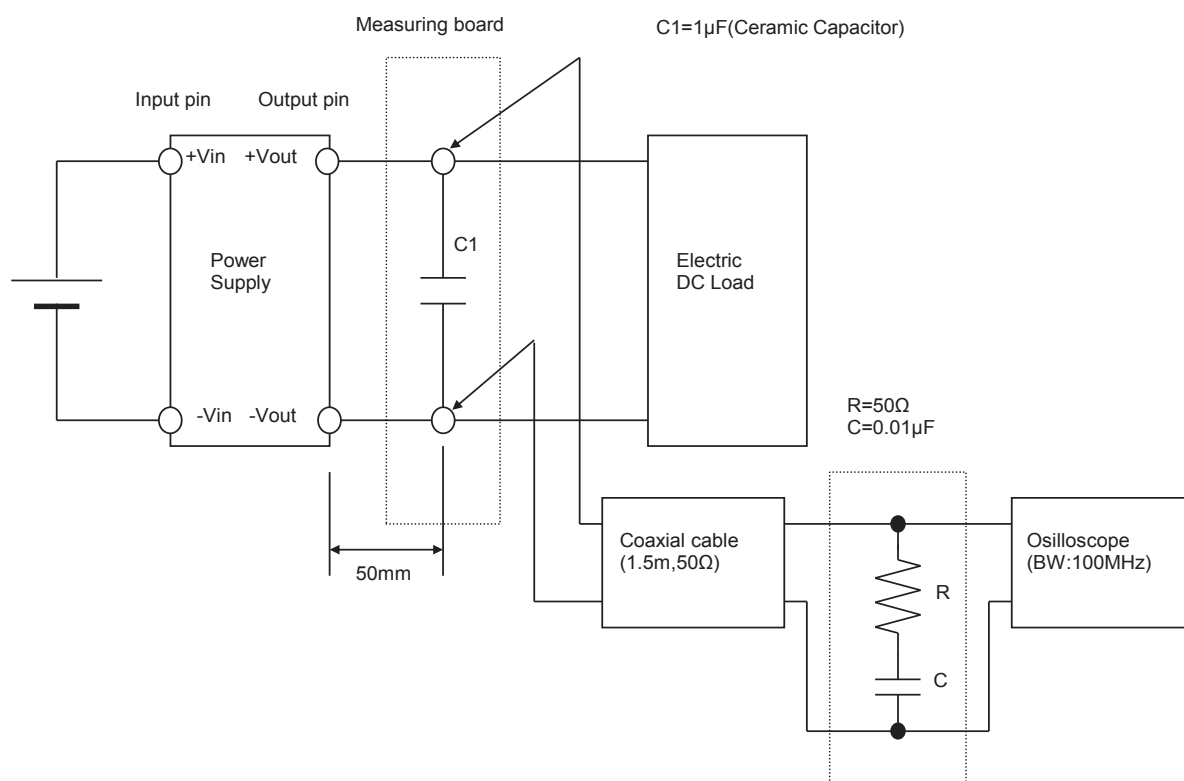 Measuring board
C1=1µF(Ceramic Capacitor)
Input pin
Output pin
+Vin
+Vout
C1
Power
Supply
Electric
DC Load
-Vin
-Vout
R=50Ω
C=0.01µF
50mm
Coaxial cable
(1.5m,50Ω)
R
C
Osilloscope
(BW:100MHz)